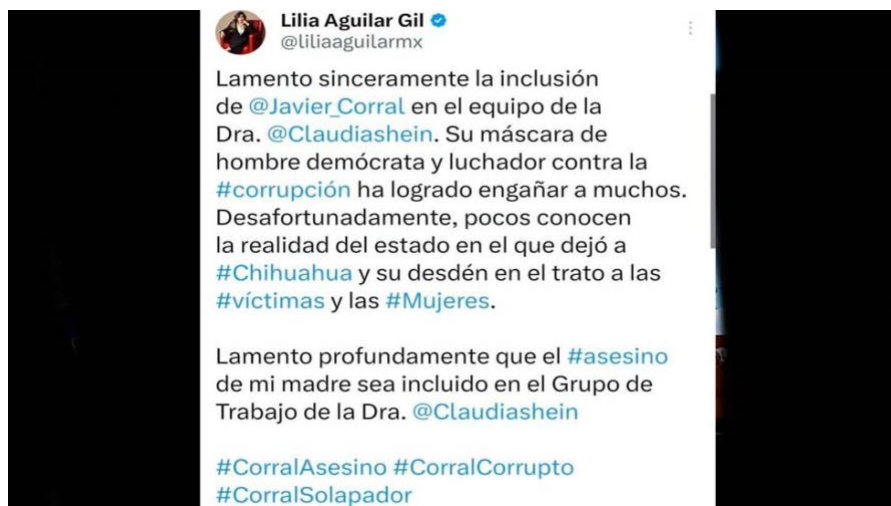 Lilia Aguilar Gil
@liliaaguilarmx
Lamento sinceramente la inclusión
de @Javier_Corral en el equipo de la
Dra. @Claudiashein. Su máscara de
hombre demócrata y luchador contra la
#corrupción ha logrado engañar a muchos.
Desafortunadamente, pocos conocen
la realidad del estado en el que dejó a
#Chihuahua y su desdén en el trato a las
#víctimas y las #Mujeres.
Lamento profundamente que el #asesino
de mi madre sea incluido en el Grupo de
Trabajo de la Dra. @Claudiashein
#CorralAsesino #CorralCorrupto
#CorralSolapador